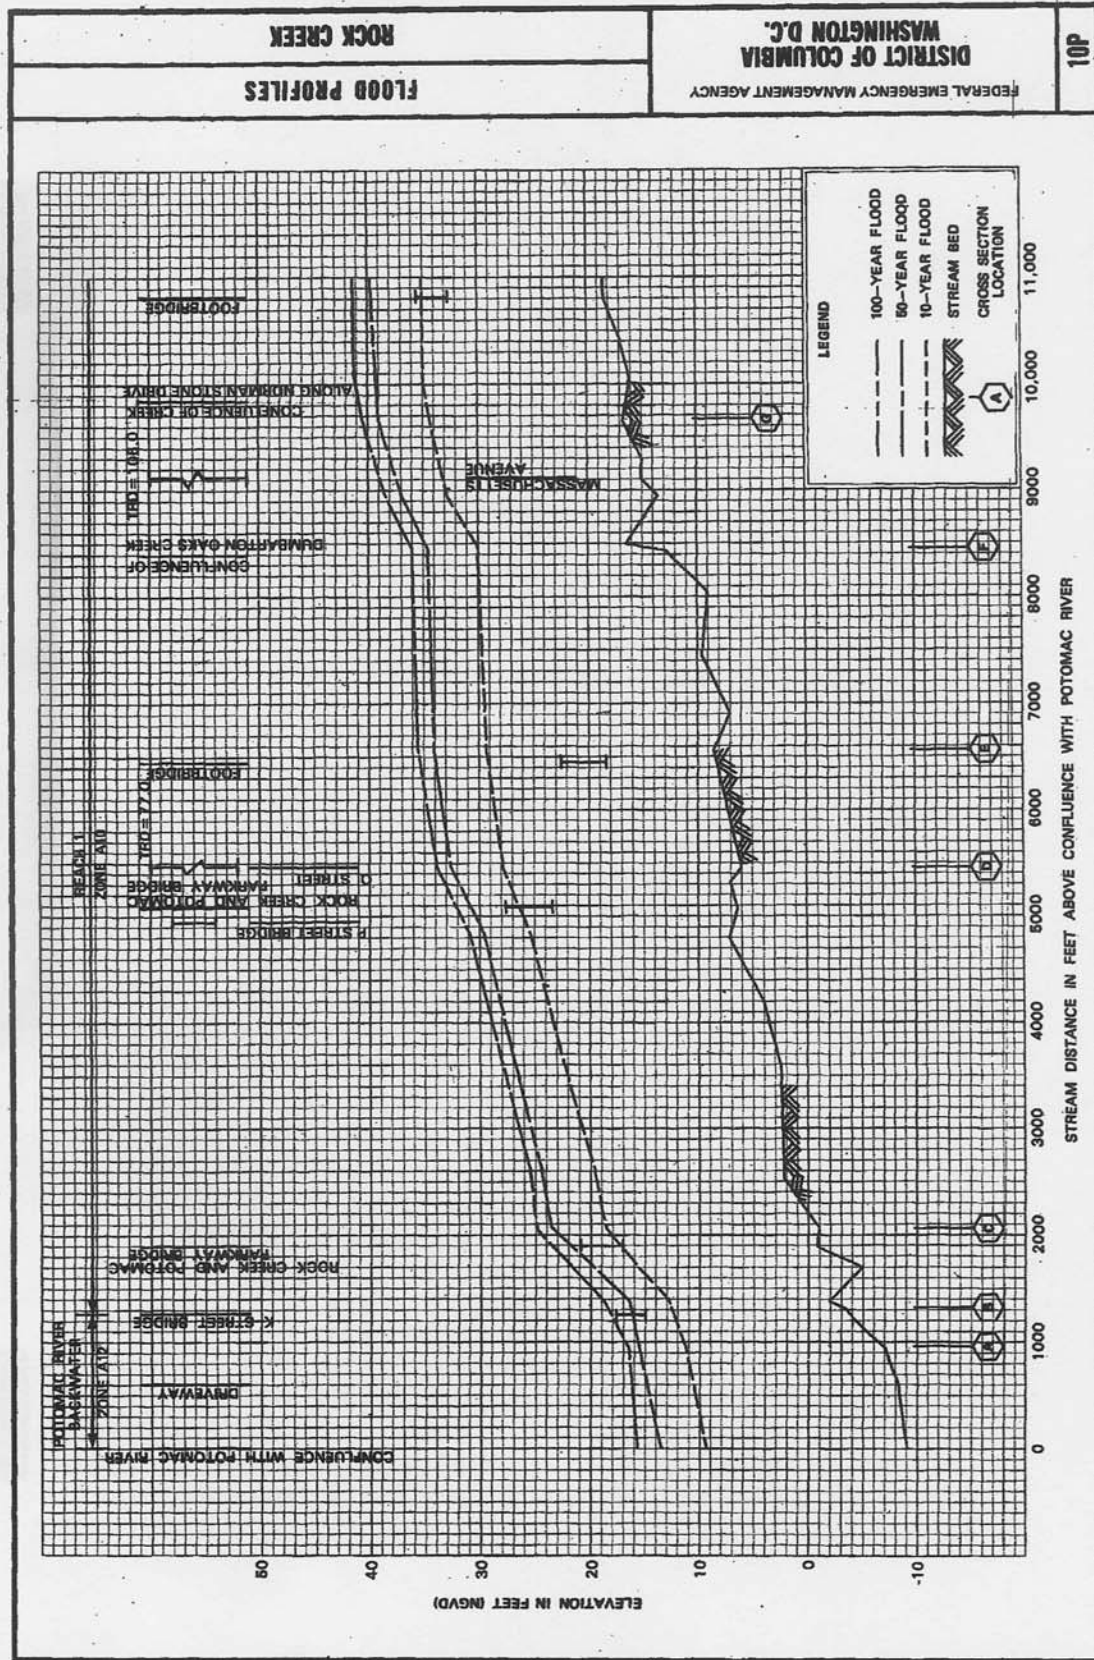 FEDERAL EMERGENCY MANAGEMENT AGENCY
DISTRICT OF COLUMBIA
WASHINGTON D.C.
FLOOD PROFILES
ROCK CREEK
10P
ELEVATION IN FEET (NGVD)
50
40
30
20
10
0
-10
STREAM DISTANCE IN FEET ABOVE CONFLUENCE WITH POTOMAC RIVER
0
1000
2000
3000
4000
5000
6000
7000
8000
9000
10,000
11,000
POTOMAC RIVER
BACKWATER
ZONE A12
REACH 1
ZONE A10
CONFLUENCE WITH POTOMAC RIVER
DRIVEWAY
K STREET BRIDGE
ROCK CREEK AND POTOMAC
PARKWAY BRIDGE
P STREET BRIDGE
ROCK CREEK AND POTOMAC
PARKWAY BRIDGE
Q STREET
TRD = 77.0
FOOTBRIDGE
CONFLUENCE OF
DUMBARTON OAKS CREEK
TRD = 106.0
MASSACHUSETTS
AVENUE
CONFLUENCE OF CREEK
ALONG NORMAN STONE DRIVE
FOOTBRIDGE
A
B
C
D
E
F
G
LEGEND
100-YEAR FLOOD
50-YEAR FLOOD
10-YEAR FLOOD
STREAM BED
CROSS SECTION
LOCATION
A